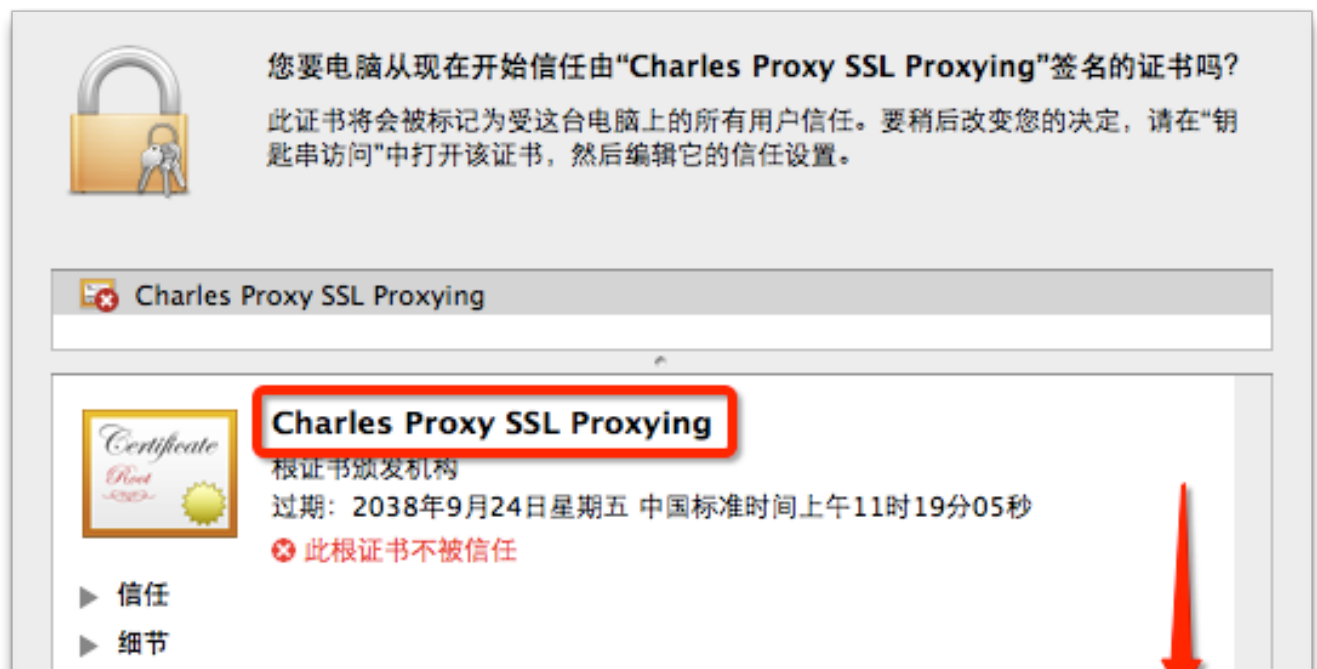 您要电脑从现在开始信任由“Charles Proxy SSL Proxying”签名的证书吗?
此证书将会被标记为受这台电脑上的所有用户信任。要稍后改变您的决定，请在“钥
匙串访问”中打开该证书，然后编辑它的信任设置。
Charles Proxy SSL Proxying
Certificate
Root
Charles Proxy SSL Proxying
根证书颁发机构
过期：2038年9月24日星期五 中国标准时间上午11时19分05秒
此根证书不被信任
信任
细节